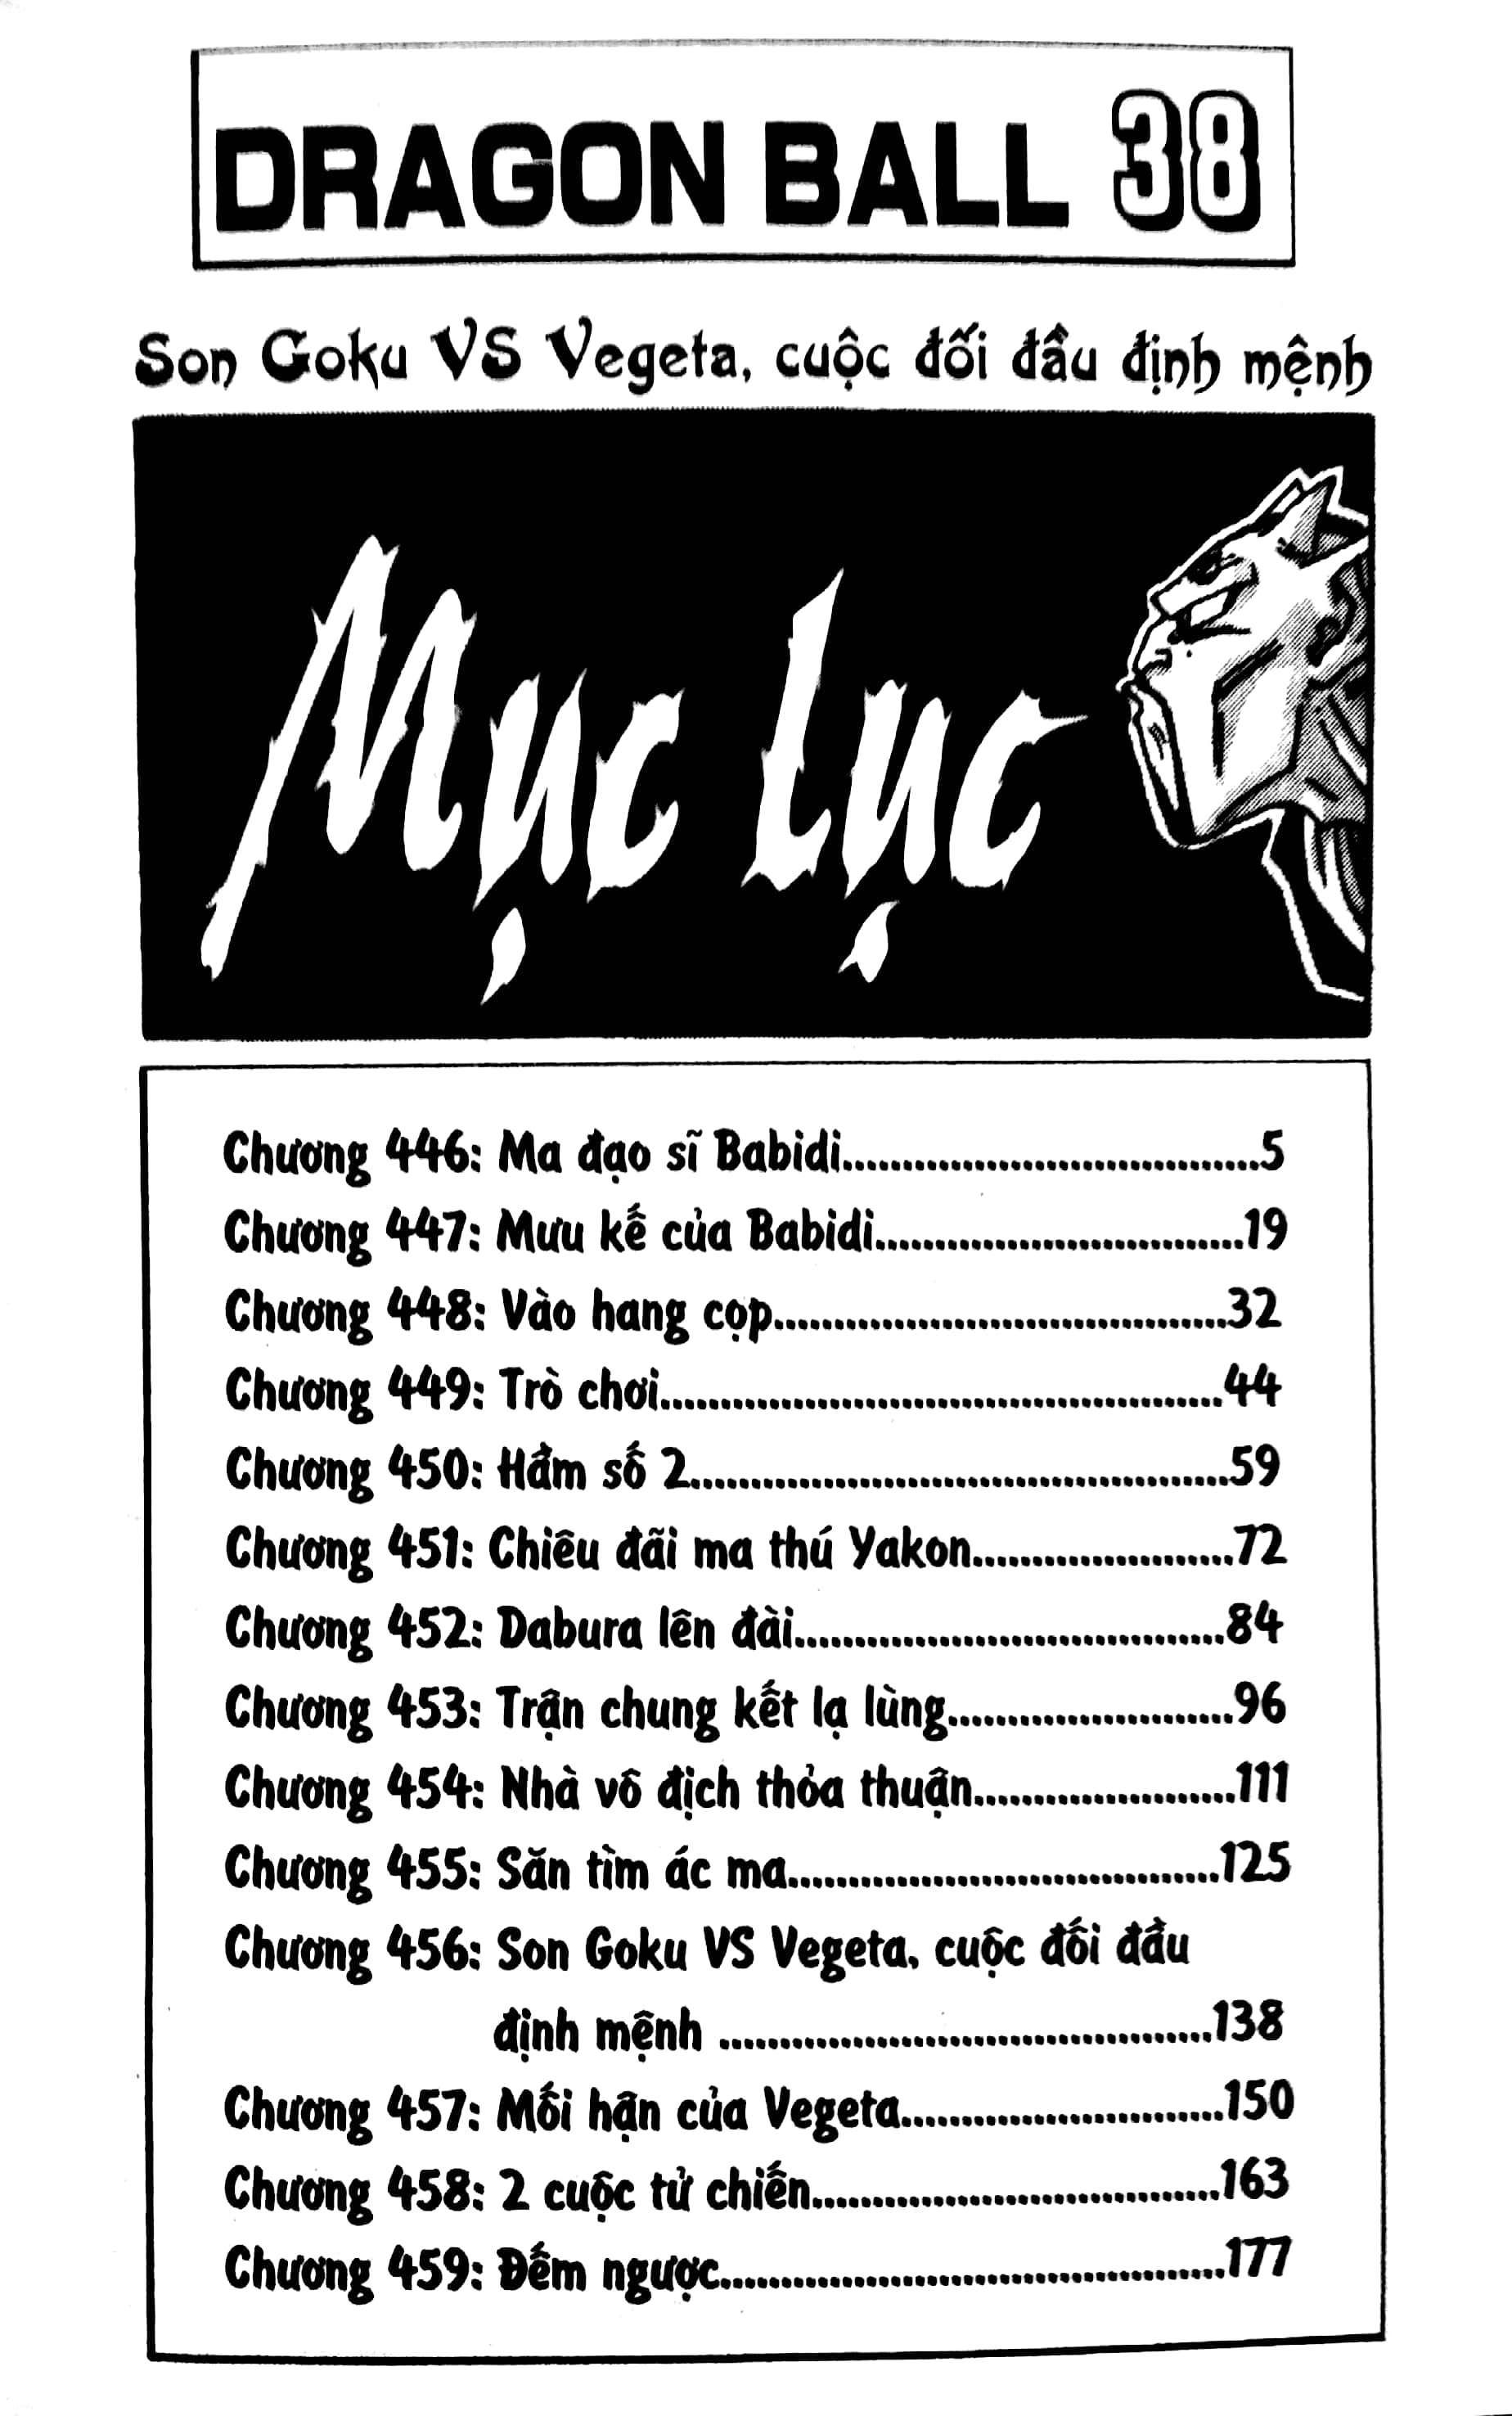 DRAGON BALL 38
Son Goku VS Vegeta, cuộc đối đầu định mệnh
Mục Lục
Chương 446: Ma đạo sĩ Babidi..................................5
Chương 447: Mưu kế của Babidi..............................19
Chương 448: Vào hang cọp.....................................32
Chương 449: Trò chơi..............................................44
Chương 450: Hầm số 2............................................59
Chương 451: Chiêu đãi ma thú Yakon.....................72
Chương 452: Dabura lên đài...................................84
Chương 453: Trận chung kết lạ lùng.......................96
Chương 454: Nhà vô địch thỏa thuận.....................111
Chương 455: Săn tìm ác ma...................................125
Chương 456: Son Goku VS Vegeta, cuộc đối đầu
định mệnh ........................................138
Chương 457: Mối hận của Vegeta..........................150
Chương 458: 2 cuộc tử chiến.................................163
Chương 459: Đếm ngược.........................................177